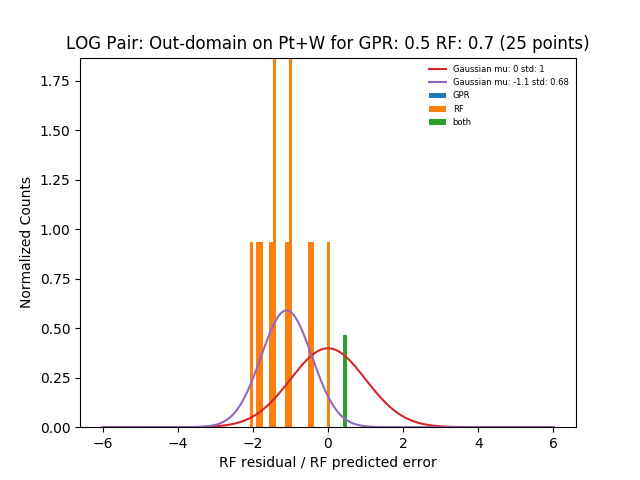 LOG Pair: Out-domain on Pt+W for GPR: 0.5 RF: 0.7 (25 points)
Gaussian mu: 0 std: 1
Gaussian mu: -1.1 std: 0.68
GPR
RF
both
Normalized Counts
1.75
1.50
1.25
1.00
0.75
0.50
0.25
0.00
−6 −4 −2 0 2 4 6
RF residual / RF predicted error